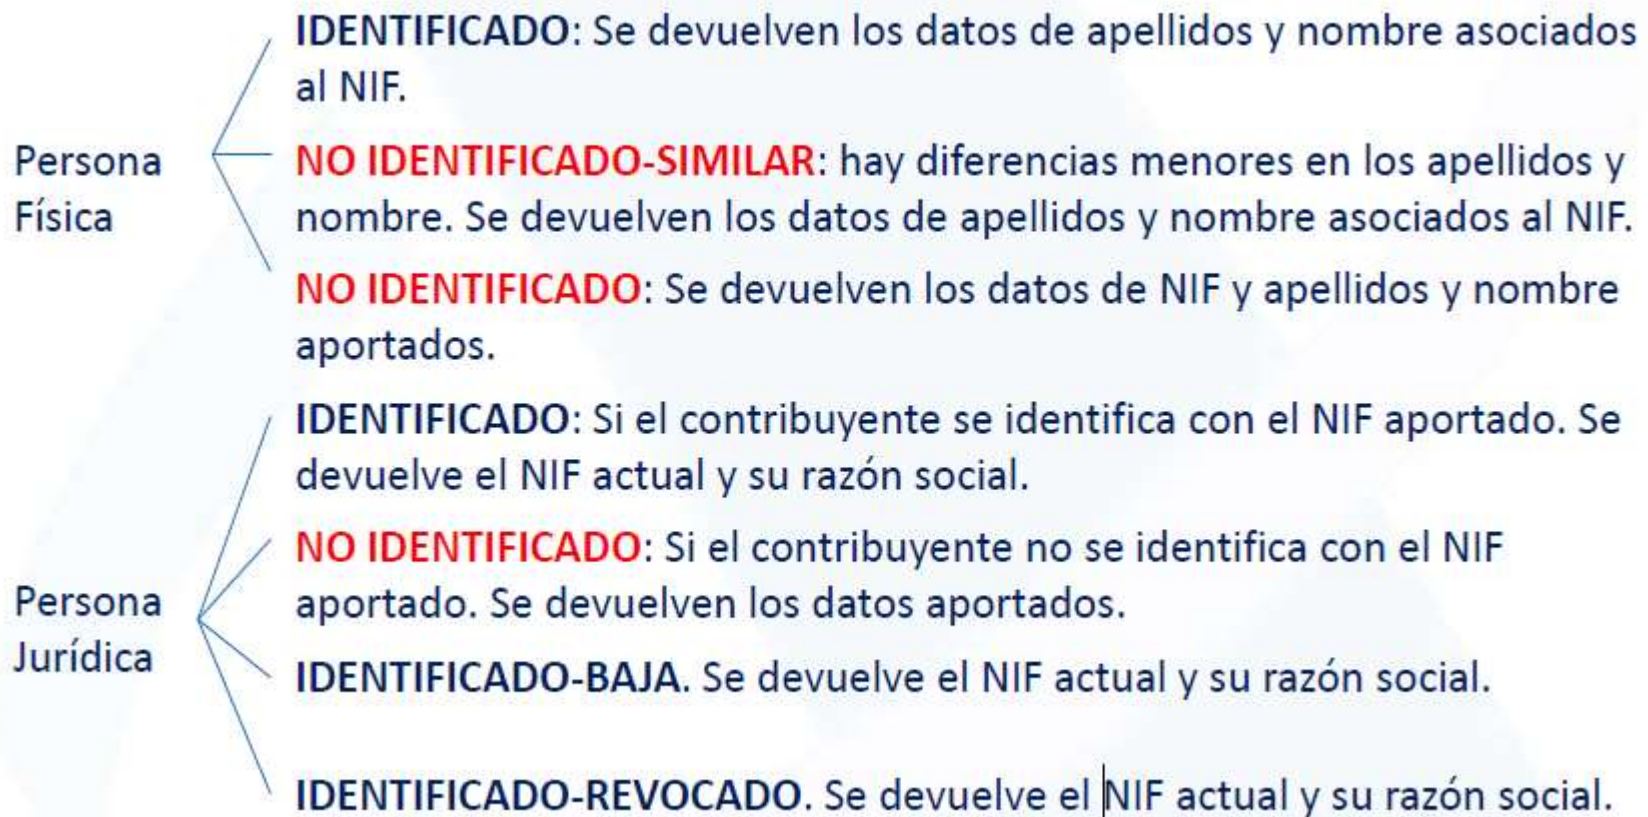 IDENTIFICADO: Se devuelven los datos de apellidos y nombre asociados
al NIF.
Persona
Física
NO IDENTIFICADO-SIMILAR: hay diferencias menores en los apellidos y
nombre. Se devuelven los datos de apellidos y nombre asociados al NIF.
NO IDENTIFICADO: Se devuelven los datos de NIF y apellidos y nombre
aportados.
IDENTIFICADO: Si el contribuyente se identifica con el NIF aportado. Se
devuelve el NIF actual y su razón social.
Persona
Jurídica
NO IDENTIFICADO: Si el contribuyente no se identifica con el NIF
aportado. Se devuelven los datos aportados.
IDENTIFICADO-BAJA. Se devuelve el NIF actual y su razón social.
IDENTIFICADO-REVOCADO. Se devuelve el NIF actual y su razón social.